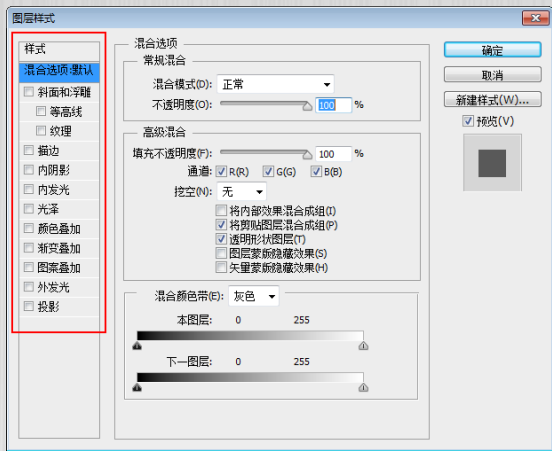 图层样式
样式
混合选项:默认
斜面和浮雕
等高线
纹理
描边
内阴影
内发光
光泽
颜色叠加
渐变叠加
图案叠加
外发光
投影
混合选项
常规混合
混合模式(D): 正常
不透明度(O): 100 %
高级混合
填充不透明度(F): 100 %
通道: R(R) G(G) B(B)
挖空(N): 无
将内部效果混合成组(I)
将剪贴图层混合成组(P)
透明形状图层(T)
图层蒙版隐藏效果(S)
矢量蒙版隐藏效果(H)
混合颜色带(E): 灰色
本图层: 0 255
下一图层: 0 255
确定
取消
新建样式(W)...
预览(V)